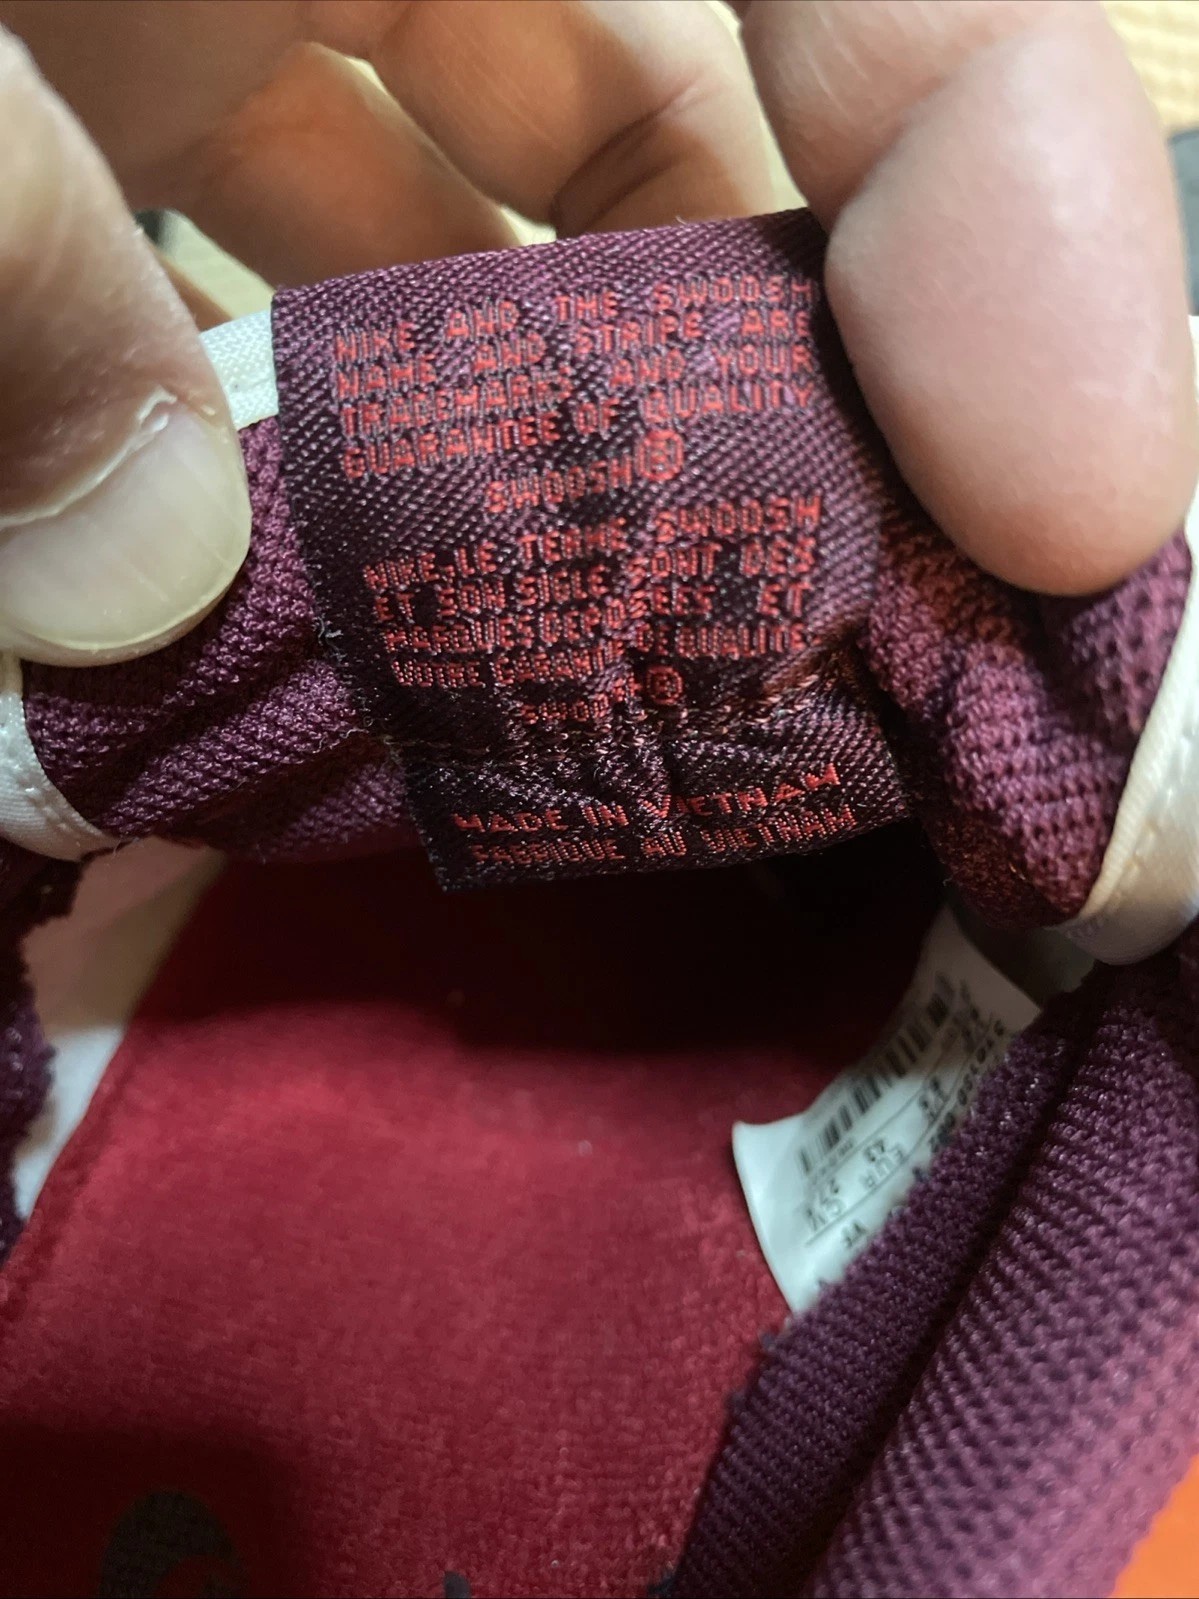 NIKE AND THE SWOOSH
NAME AND STRIPE ARE
TRADEMARKS AND YOUR
GUARANTEE OF QUALITY
SWOOSH®
NIKE.LE TERME SWOOSH
ET SON SIGLE SONT DES
MARQUES DEPOSEES ET
VOTRE GARANTIE DE QUALITE
SWOOSH®
MADE IN VIETNAM
FABRIQUE AU VIETNAM
EUR
43